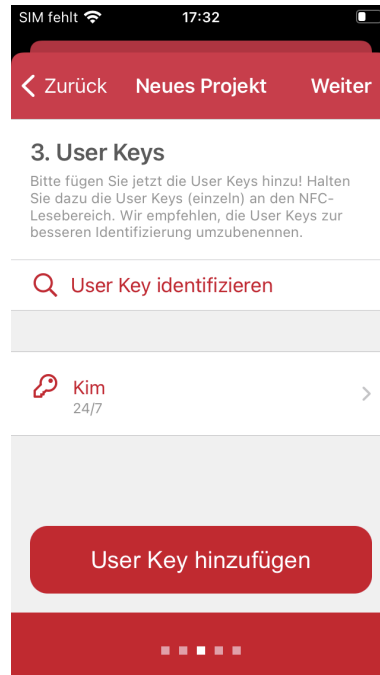 SIM fehlt 17:32
Zurück Neues Projekt Weiter
3. User Keys
Bitte fügen Sie jetzt die User Keys hinzu! Halten
Sie dazu die User Keys (einzeln) an den NFC-
Lesebereich. Wir empfehlen, die User Keys zur
besseren Identifizierung umzubenennen.
User Key identifizieren
Kim
24/7
User Key hinzufügen